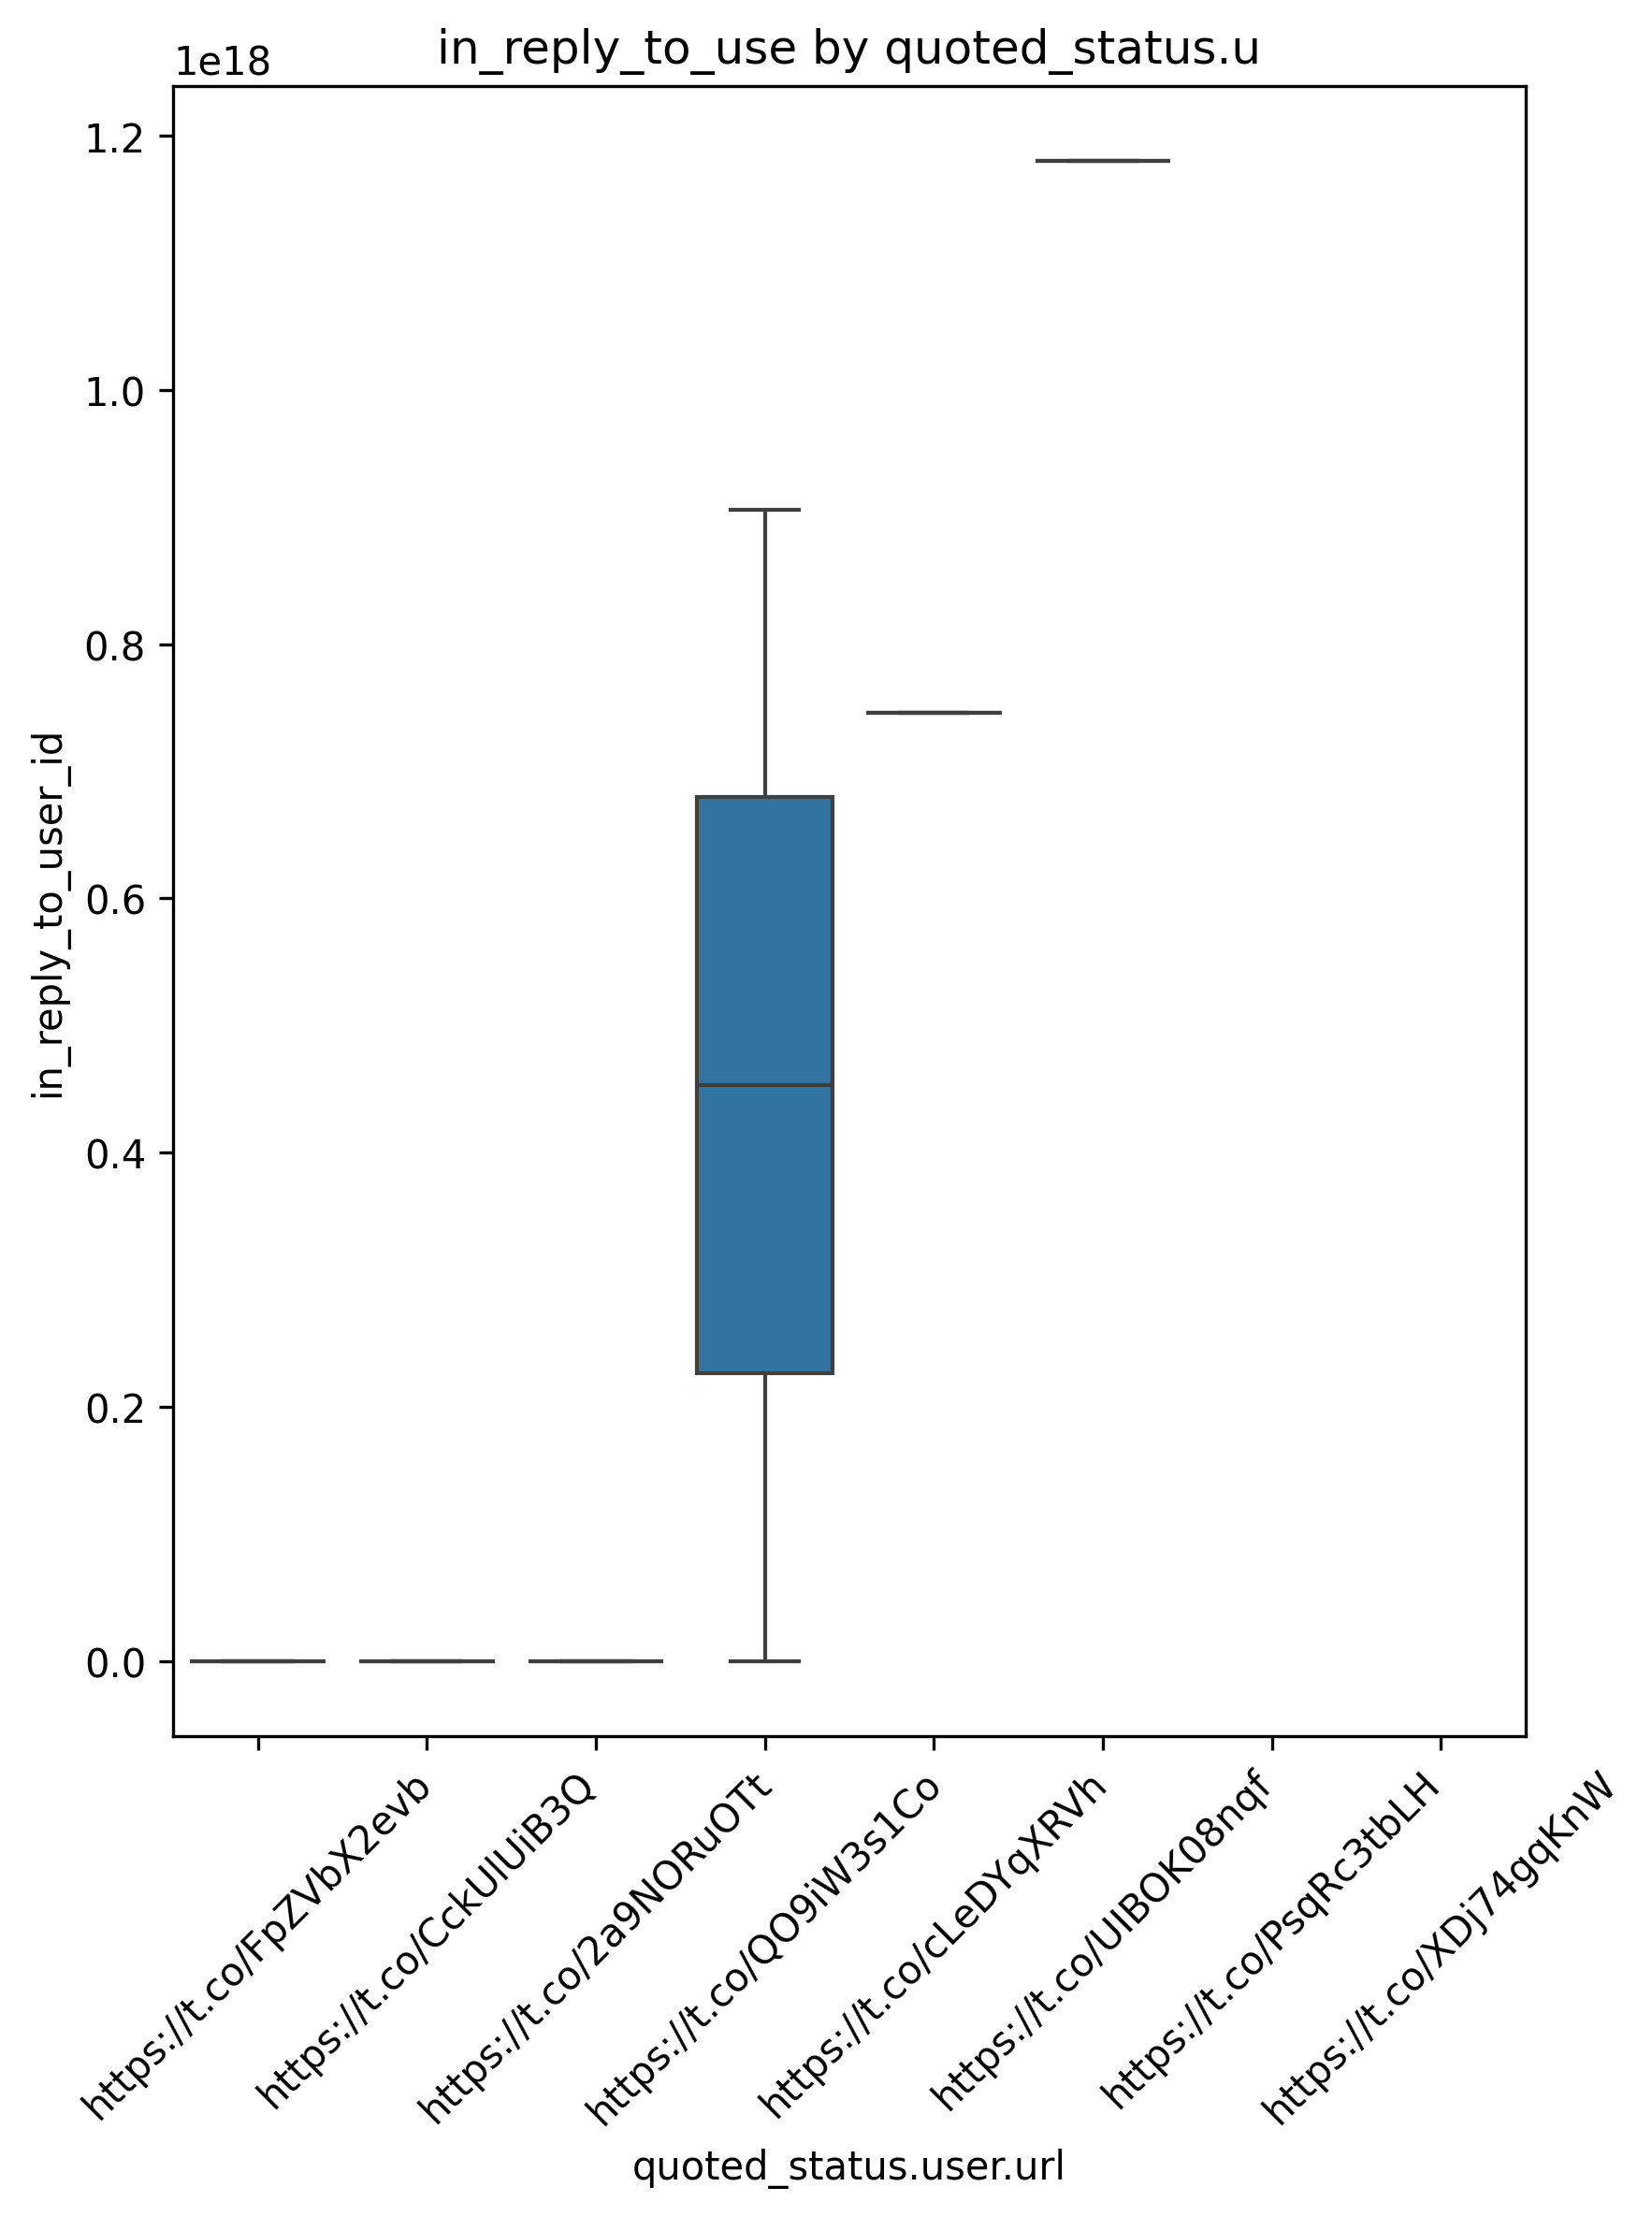 in_reply_to_use by quoted_status.u
1e18
1.2
1.0
0.8
0.6
0.4
0.2
0.0
in_reply_to_user_id
https://t.co/FpZVbX2evb
https://t.co/CckUlUiB3Q
https://t.co/2a9NORuOTt
https://t.co/QO9iW3s1Co
https://t.co/cLeDYqXRVh
https://t.co/UlBOK08nqf
https://t.co/PsqRc3tbLH
https://t.co/XDj74gqKnW
quoted_status.user.url